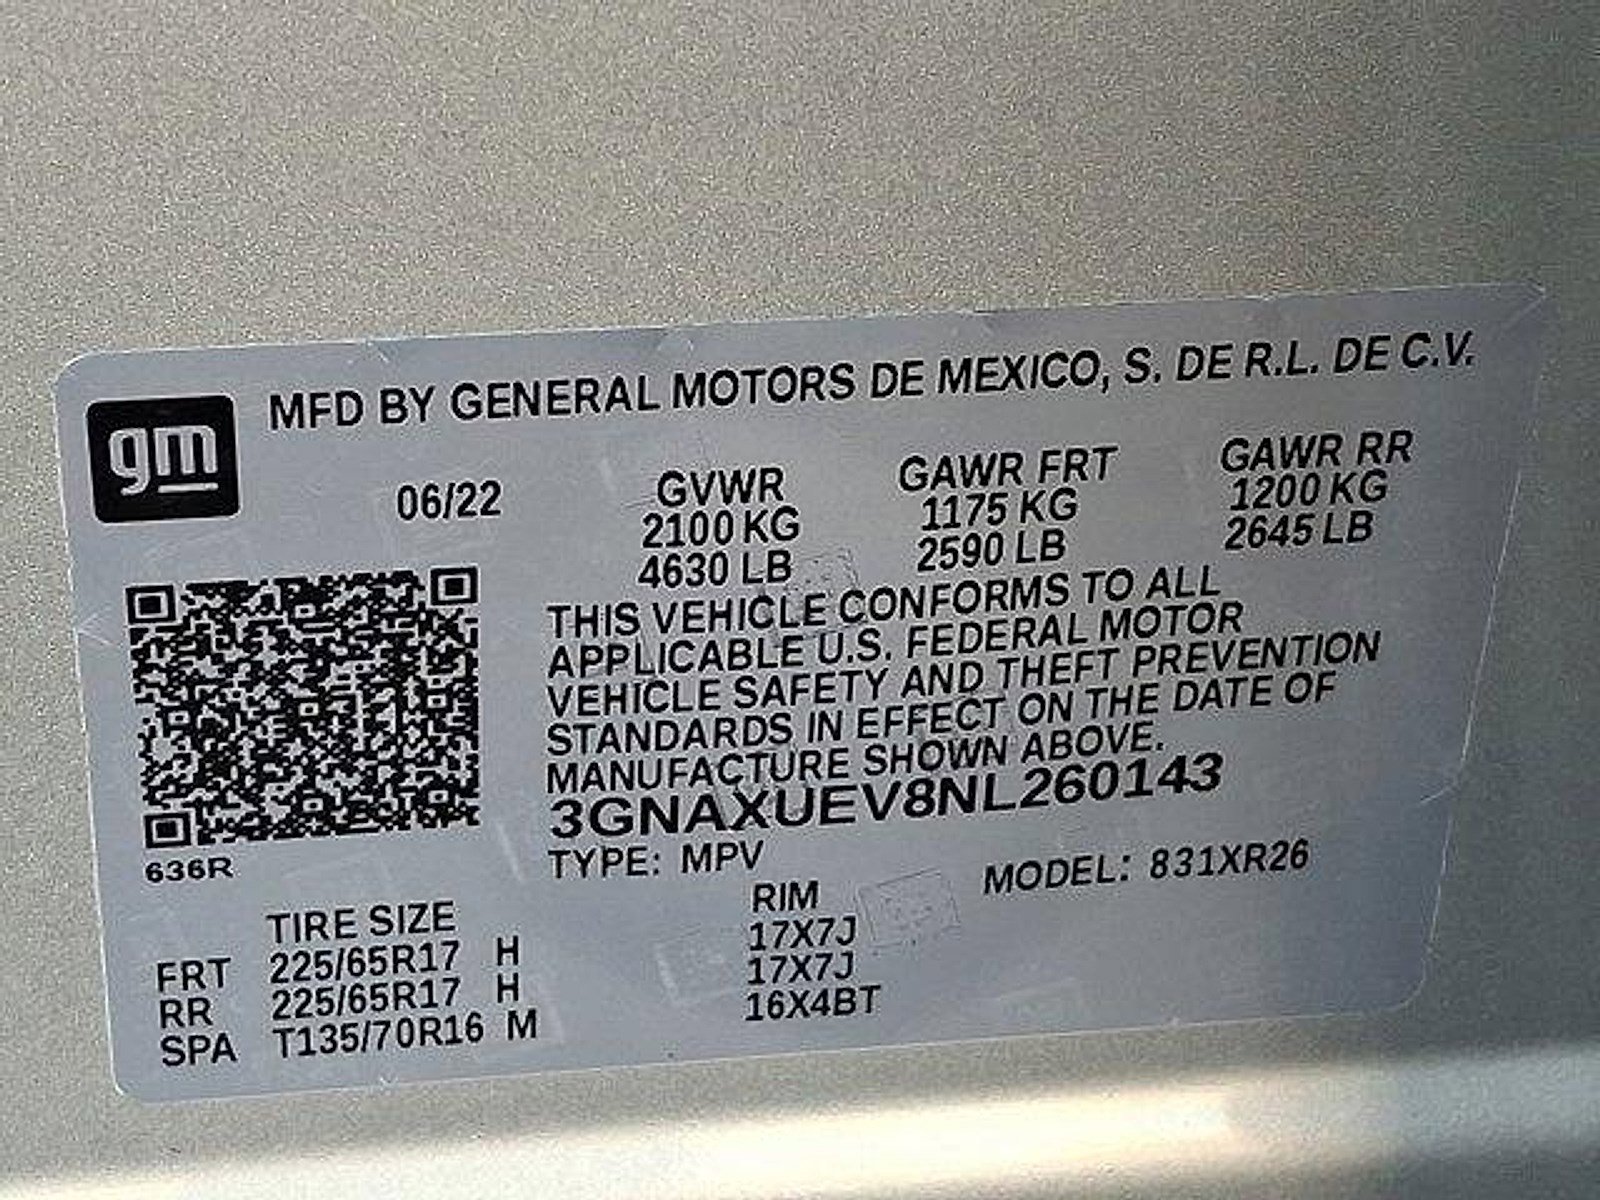 gm
MFD BY GENERAL MOTORS DE MEXICO, S. DE R.L. DE C.V.
06/22 GVWR GAWR FRT GAWR RR
2100 KG 1175 KG 1200 KG
4630 LB 2590 LB 2645 LB
THIS VEHICLE CONFORMS TO ALL
APPLICABLE U.S. FEDERAL MOTOR
VEHICLE SAFETY AND THEFT PREVENTION
STANDARDS IN EFFECT ON THE DATE OF
MANUFACTURE SHOWN ABOVE.
3GNAXUEV8NL260143
636R
TYPE: MPV MODEL: 831XR26
TIRE SIZE RIM
FRT 225/65R17 H 17X7J
RR 225/65R17 H 17X7J
SPA T135/70R16 M 16X4BT